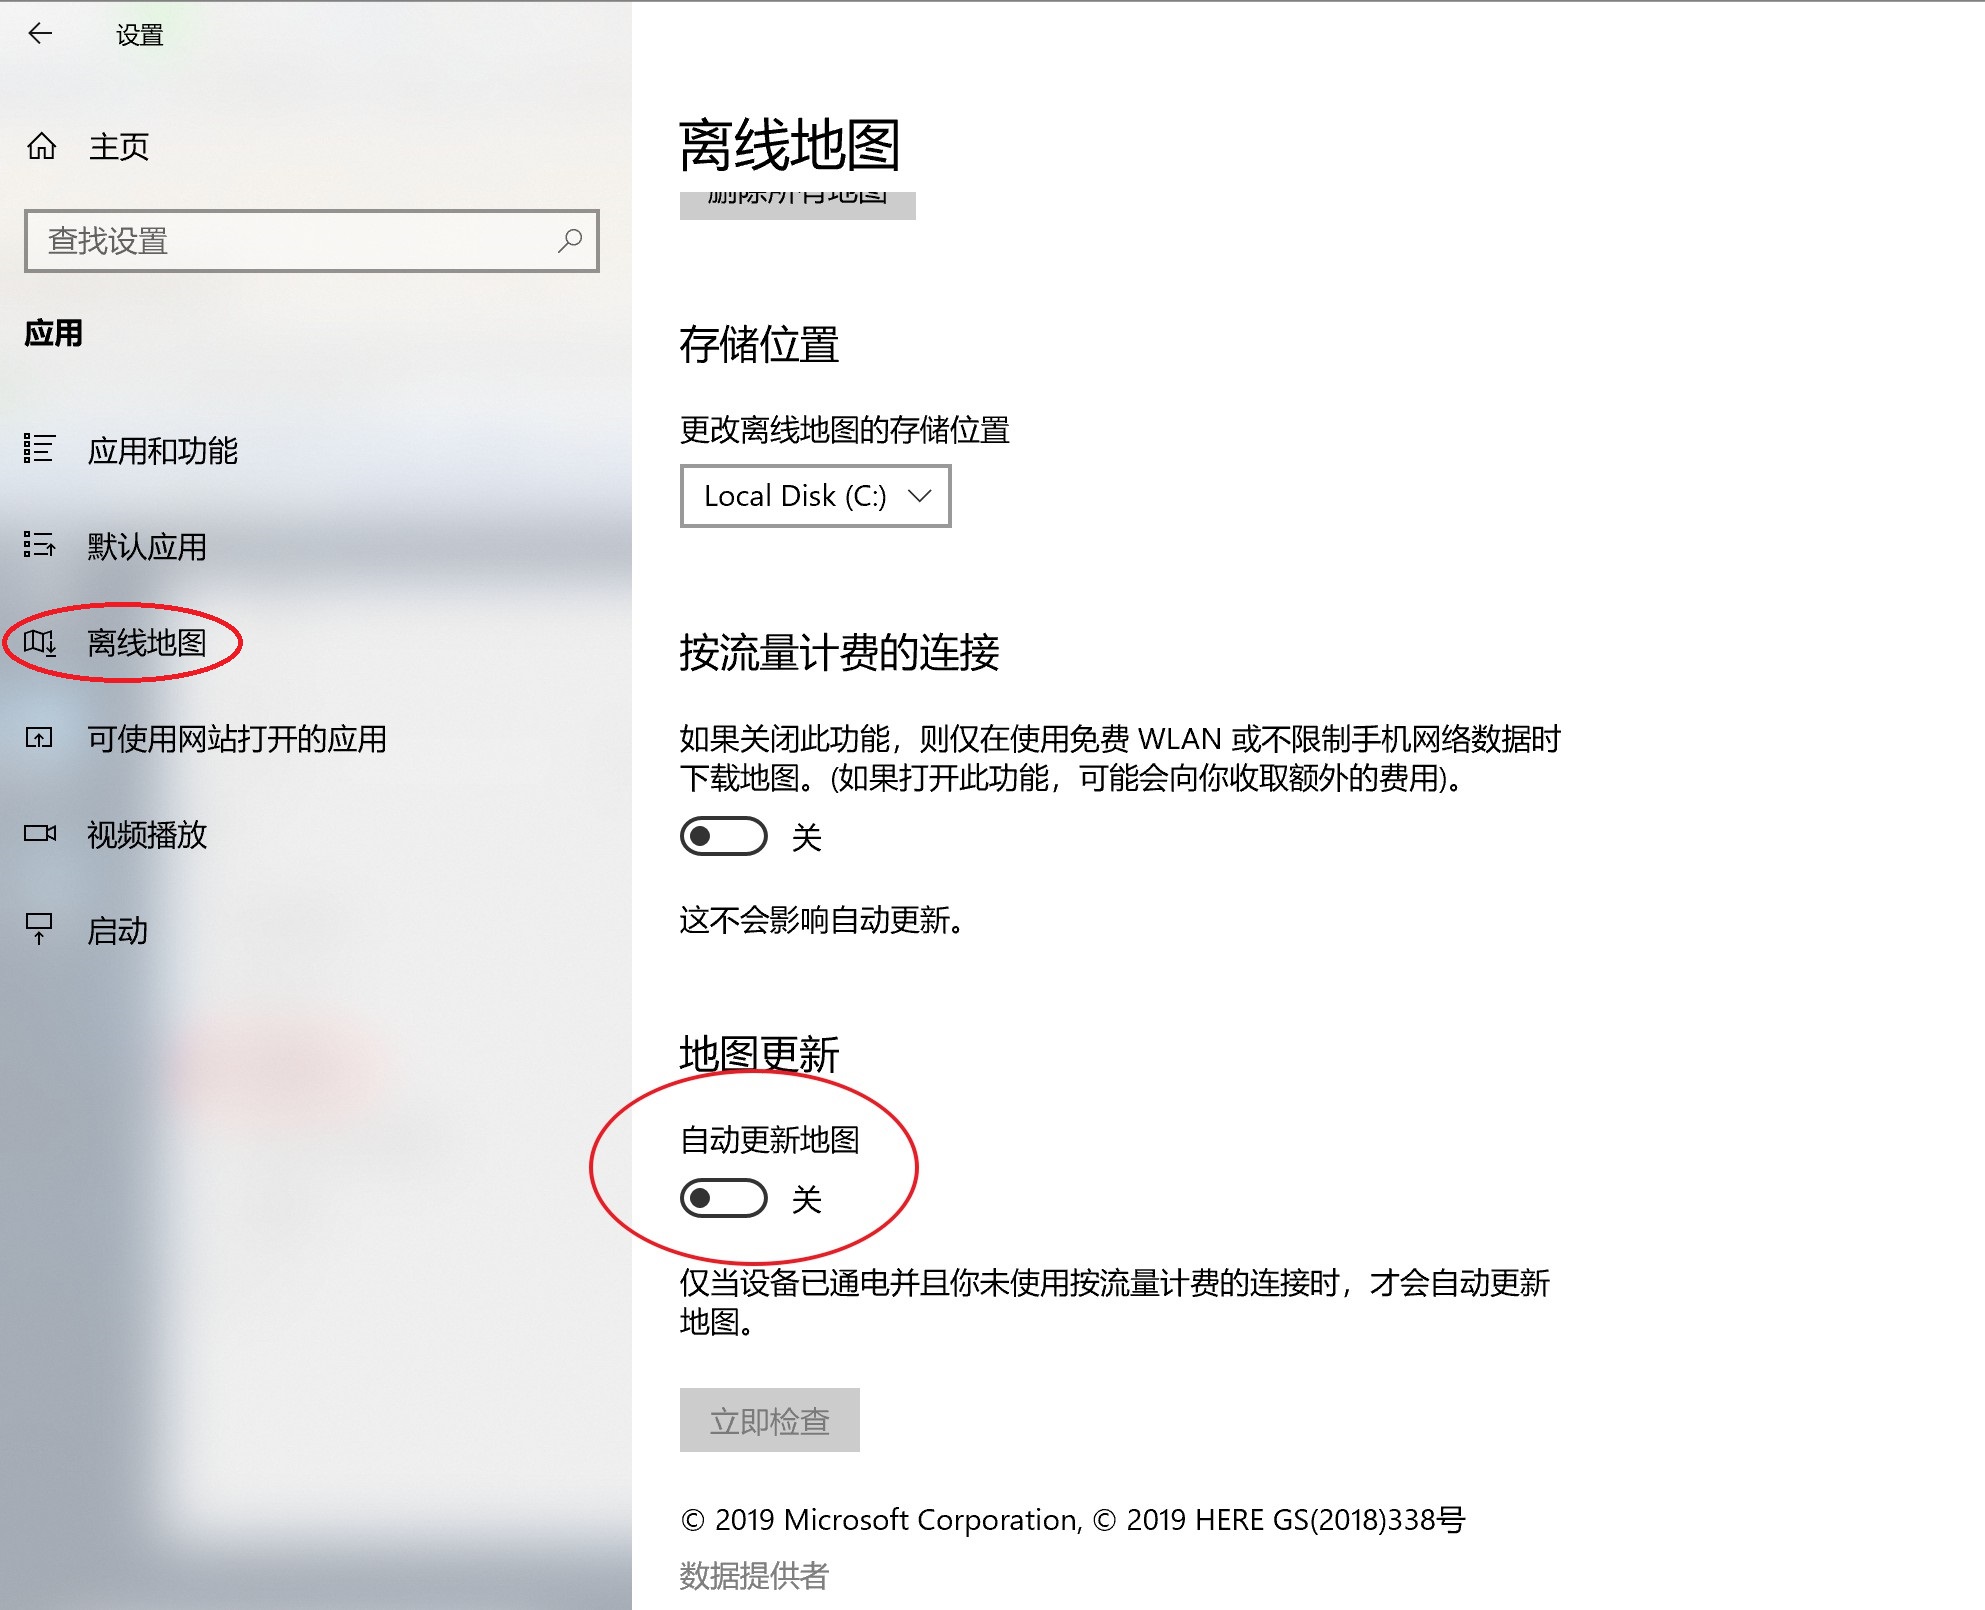 设置
主页
查找设置
应用
应用和功能
默认应用
离线地图
可使用网站打开的应用
视频播放
启动
离线地图
删除所有地图
存储位置
更改离线地图的存储位置
Local Disk (C:)
按流量计费的连接
如果关闭此功能，则仅在使用免费 WLAN 或不限制手机网络数据时
下载地图。(如果打开此功能，可能会向你收取额外的费用)。
关
这不会影响自动更新。
地图更新
自动更新地图
关
仅当设备已通电并且你未使用按流量计费的连接时，才会自动更新
地图。
立即检查
© 2019 Microsoft Corporation, © 2019 HERE GS(2018)338号
数据提供者